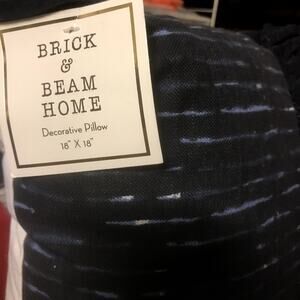 BRICK
&
BEAM
HOME
Decorative Pillow
18" X 18"